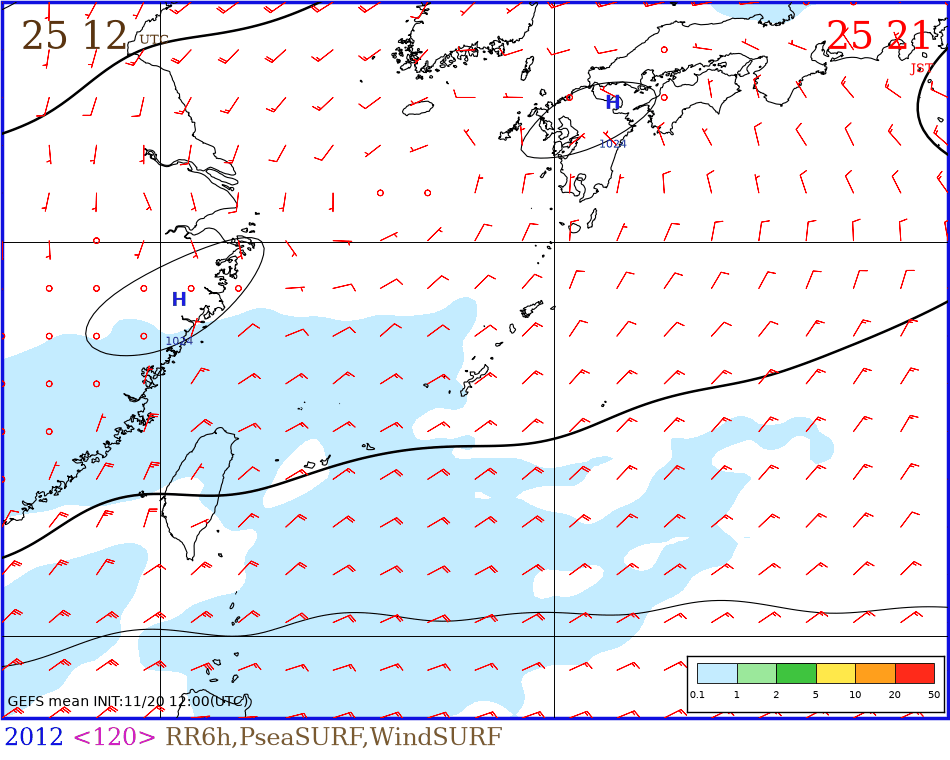 25 12 UTC
25 21
JST
H
1024
H
1024
0.1 1 2 5 10 20 50
GEFS mean INIT:11/20 12:00(UTC)
2012 <120> RR6h,PseaSURF,WindSURF